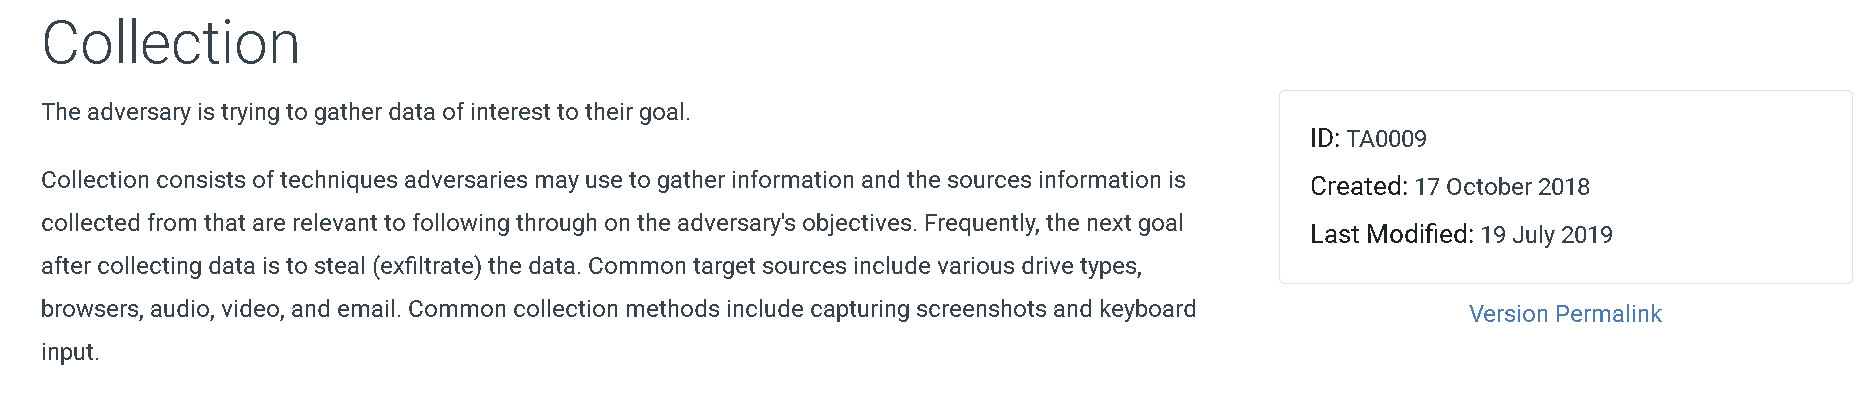 Collection
The adversary is trying to gather data of interest to their goal.
Collection consists of techniques adversaries may use to gather information and the sources information is
collected from that are relevant to following through on the adversary's objectives. Frequently, the next goal
after collecting data is to steal (exfiltrate) the data. Common target sources include various drive types,
browsers, audio, video, and email. Common collection methods include capturing screenshots and keyboard
input.
ID: TA0009
Created: 17 October 2018
Last Modified: 19 July 2019
Version Permalink